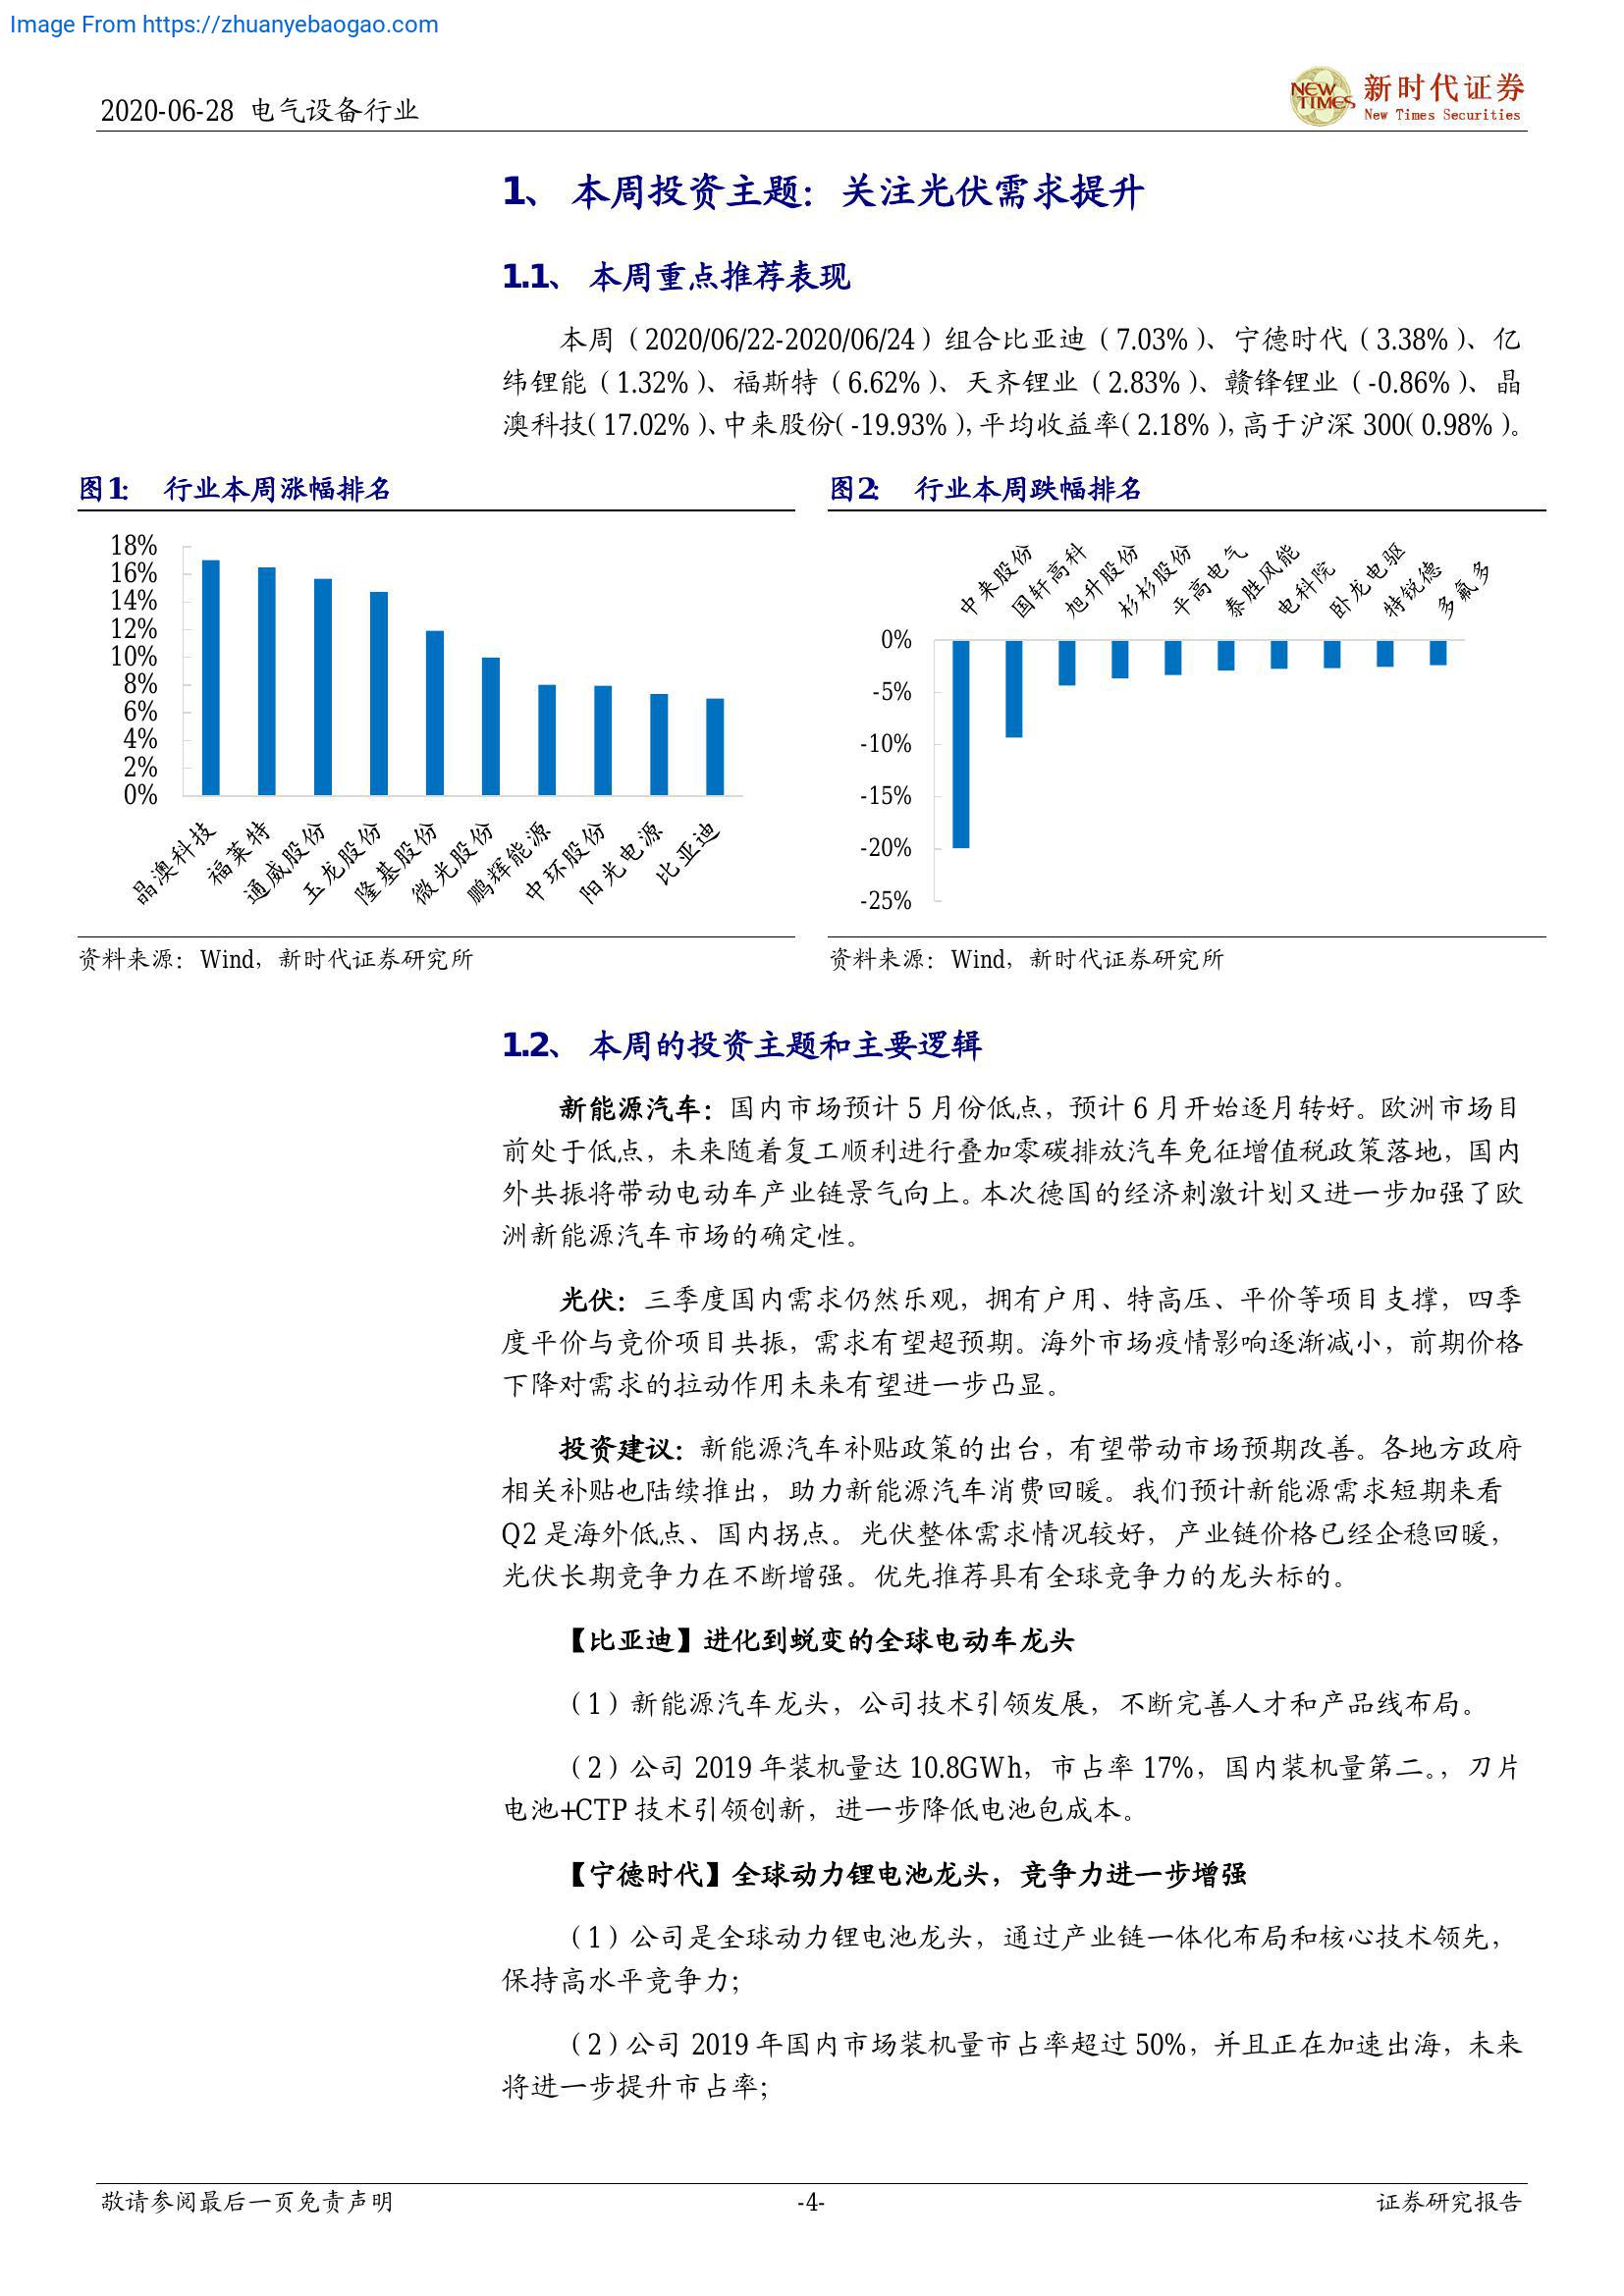 Image From https://zhuanyebaogao.com
2020-06-28 电气设备行业
NEW TIMES
新时代证券
New Times Securities
1、 本周投资主题：关注光伏需求提升
1.1、 本周重点推荐表现
本周（2020/06/22-2020/06/24）组合比亚迪（7.03%）、宁德时代（3.38%）、亿
纬锂能（1.32%）、福斯特（6.62%）、天齐锂业（2.83%）、赣锋锂业（-0.86%）、晶
澳科技（17.02%）、中来股份（-19.93%），平均收益率（2.18%），高于沪深 300（0.98%）。
图1： 行业本周涨幅排名
18%
16%
14%
12%
10%
8%
6%
4%
2%
0%
晶澳科技
福莱特
通威股份
玉龙股份
隆基股份
微光股份
鹏辉能源
中环股份
阳光电源
比亚迪
资料来源：Wind，新时代证券研究所
图2： 行业本周跌幅排名
中来股份
国轩高科
旭升股份
杉杉股份
平高电气
泰胜风能
电科院
卧龙电驱
特锐德
多氟多
0%
-5%
-10%
-15%
-20%
-25%
资料来源：Wind，新时代证券研究所
1.2、 本周的投资主题和主要逻辑
新能源汽车：国内市场预计 5 月份低点，预计 6 月开始逐月转好。欧洲市场目
前处于低点，未来随着复工顺利进行叠加零碳排放汽车免征增值税政策落地，国内
外共振将带动电动车产业链景气向上。本次德国的经济刺激计划又进一步加强了欧
洲新能源汽车市场的确定性。
光伏：三季度国内需求仍然乐观，拥有户用、特高压、平价等项目支撑，四季
度平价与竞价项目共振，需求有望超预期。海外市场疫情影响逐渐减小，前期价格
下降对需求的拉动作用未来有望进一步凸显。
投资建议：新能源汽车补贴政策的出台，有望带动市场预期改善。各地方政府
相关补贴也陆续推出，助力新能源汽车消费回暖。我们预计新能源需求短期来看
Q2 是海外低点、国内拐点。光伏整体需求情况较好，产业链价格已经企稳回暖，
光伏长期竞争力在不断增强。优先推荐具有全球竞争力的龙头标的。
【比亚迪】进化到蜕变的全球电动车龙头
（1）新能源汽车龙头，公司技术引领发展，不断完善人才和产品线布局。
（2）公司 2019 年装机量达 10.8GWh，市占率 17%，国内装机量第二。，刀片
电池+CTP 技术引领创新，进一步降低电池包成本。
【宁德时代】全球动力锂电池龙头，竞争力进一步增强
（1）公司是全球动力锂电池龙头，通过产业链一体化布局和核心技术领先，
保持高水平竞争力；
（2）公司 2019 年国内市场装机量市占率超过 50%，并且正在加速出海，未来
将进一步提升市占率；
敬请参阅最后一页免责声明
-4-
证券研究报告